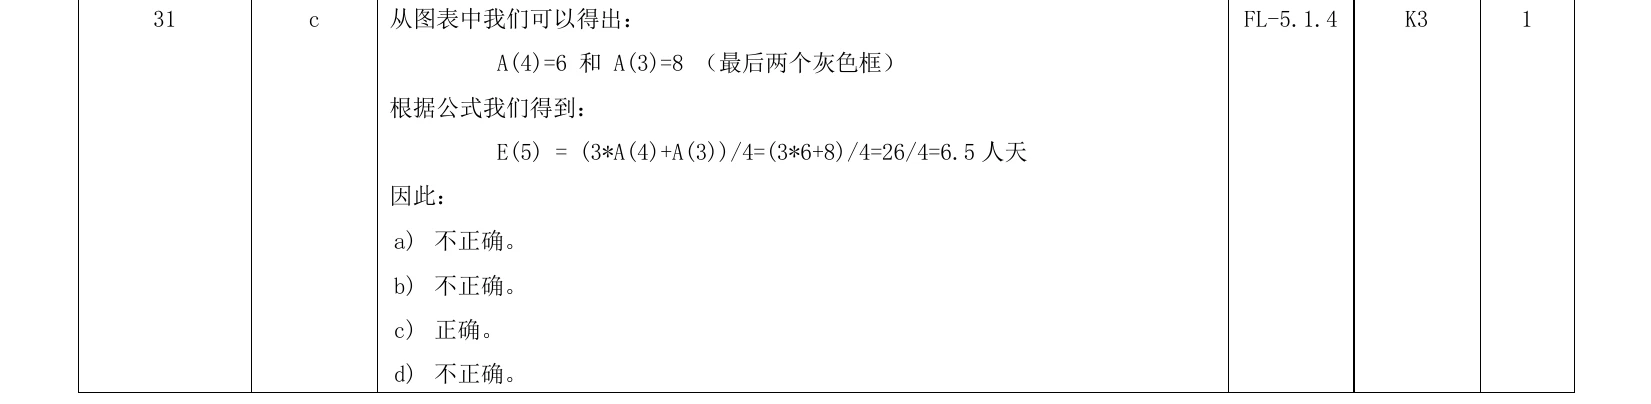 31 c 从图表中我们可以得出： FL-5.1.4 K3 1
A(4)=6 和 A(3)=8 （最后两个灰色框）
根据公式我们得到：
E(5) = (3*A(4)+A(3))/4=(3*6+8)/4=26/4=6.5人天
因此：
a) 不正确。
b) 不正确。
c) 正确。
d) 不正确。